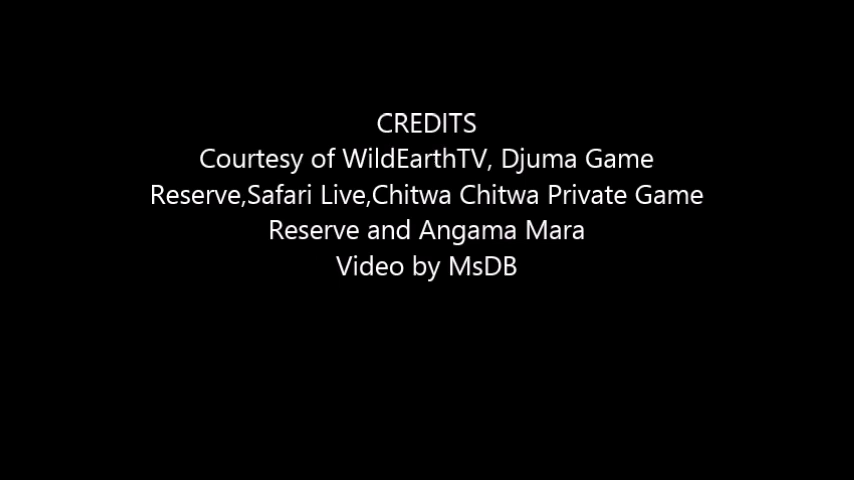 CREDITS
Courtesy of WildEarthTV, Djuma Game
Reserve,Safari Live,Chitwa Chitwa Private Game
Reserve and Angama Mara
Video by MsDB